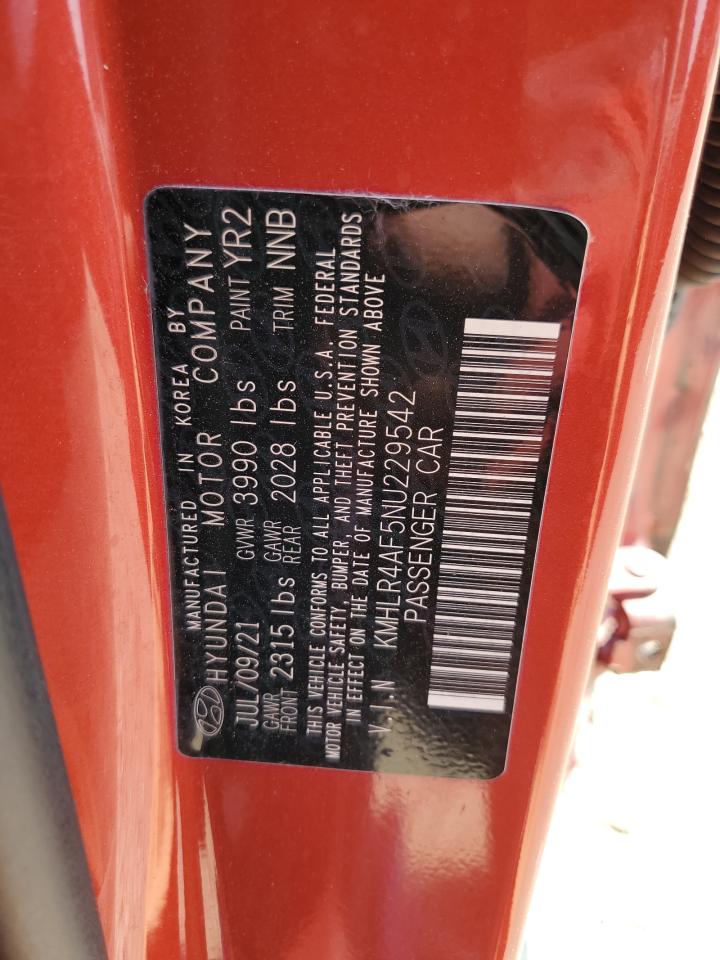 MANUFACTURED IN KOREA BY
HYUNDAI MOTOR COMPANY
JUL/09/21 GVWR 3990 lbs PAINT YR2
GAWR FRONT 2315 lbs GAWR REAR 2028 lbs TRIM NNB
THIS VEHICLE CONFORMS TO ALL APPLICABLE U.S.A. FEDERAL
MOTOR VEHICLE SAFETY, BUMPER, AND THEFT PREVENTION STANDARDS
IN EFFECT ON THE DATE OF MANUFACTURE SHOWN ABOVE
V.I.N KMHLR4AF5NU229542
PASSENGER CAR